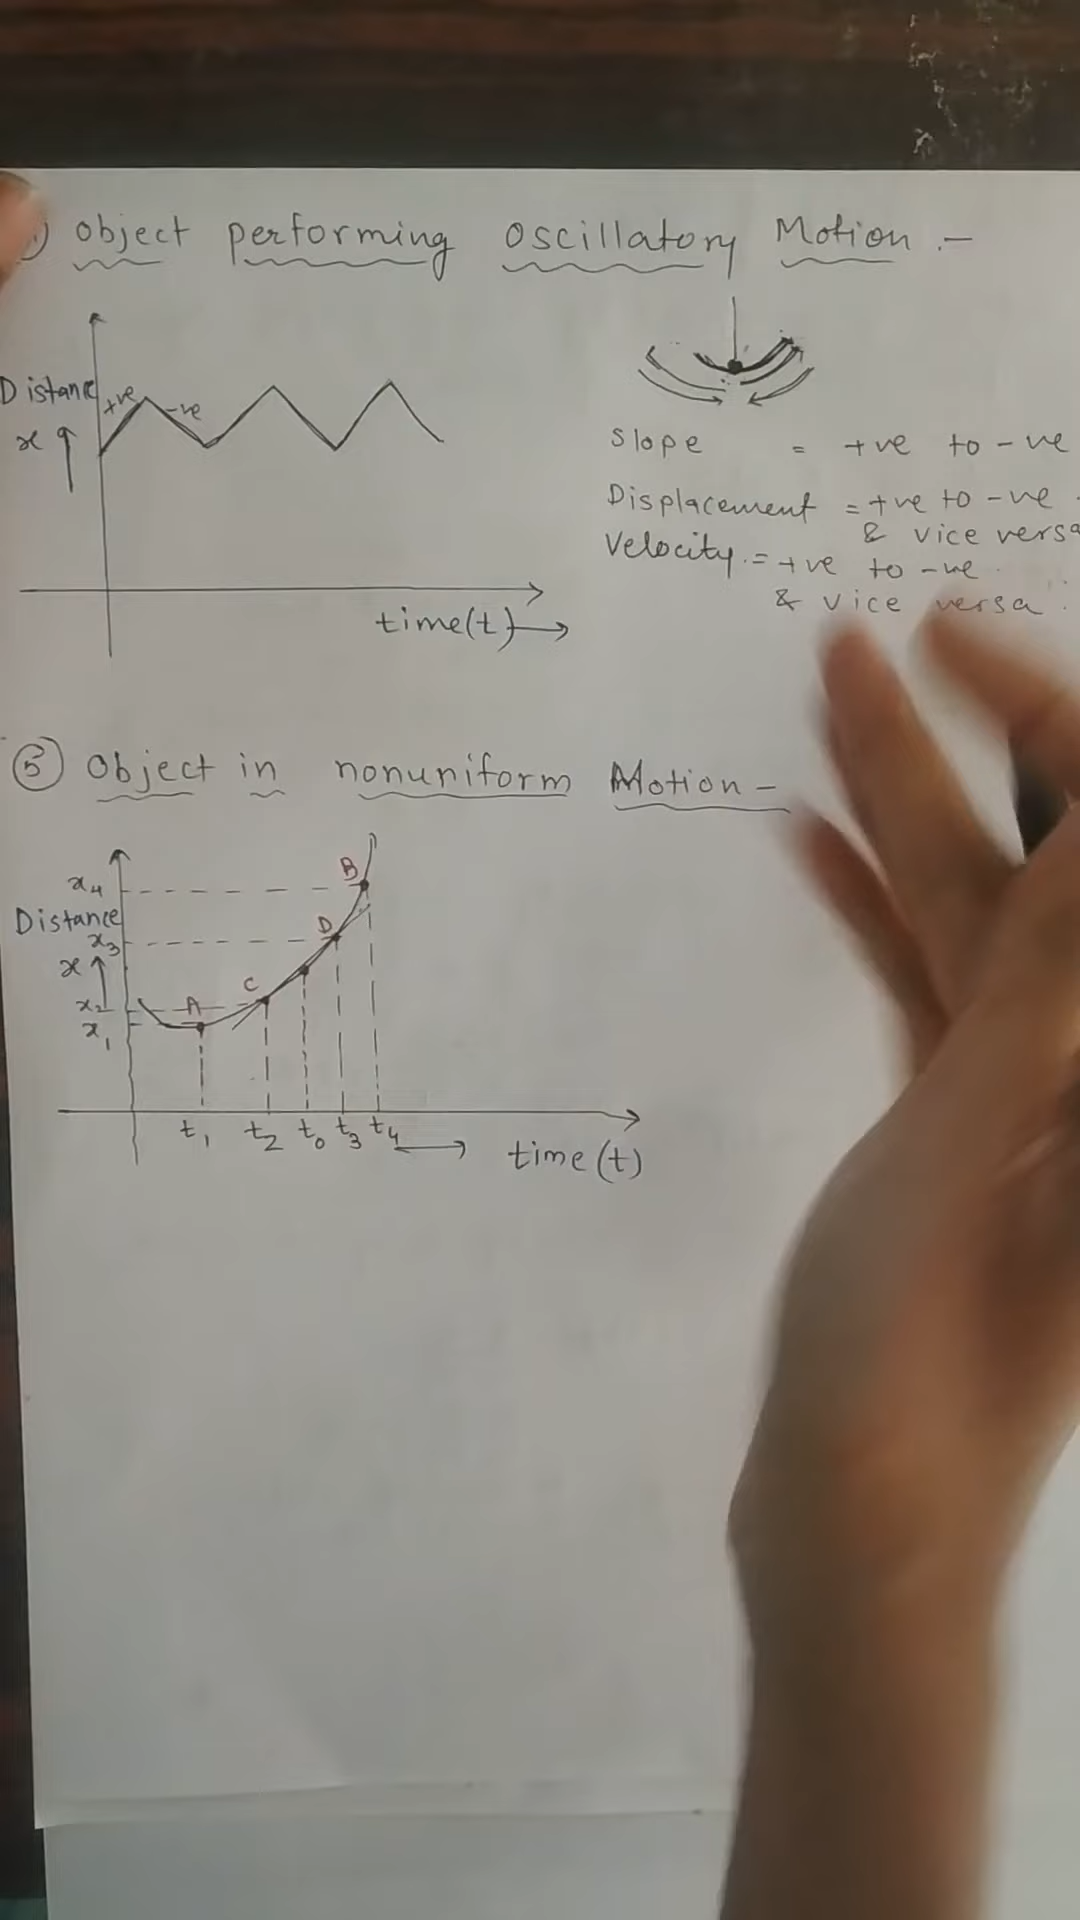 ) Object performing Oscillatory Motion :-
Distance
+ve
-ve
x
time(t)
Slope = +ve to -ve
Displacement = +ve to -ve
& vice versa
Velocity = +ve to -ve
& vice versa
5) Object in nonuniform Motion -
x4
Distance
x3
x
x2
x1
A
C
D
B
t1 t2 t0 t3 t4
time (t)